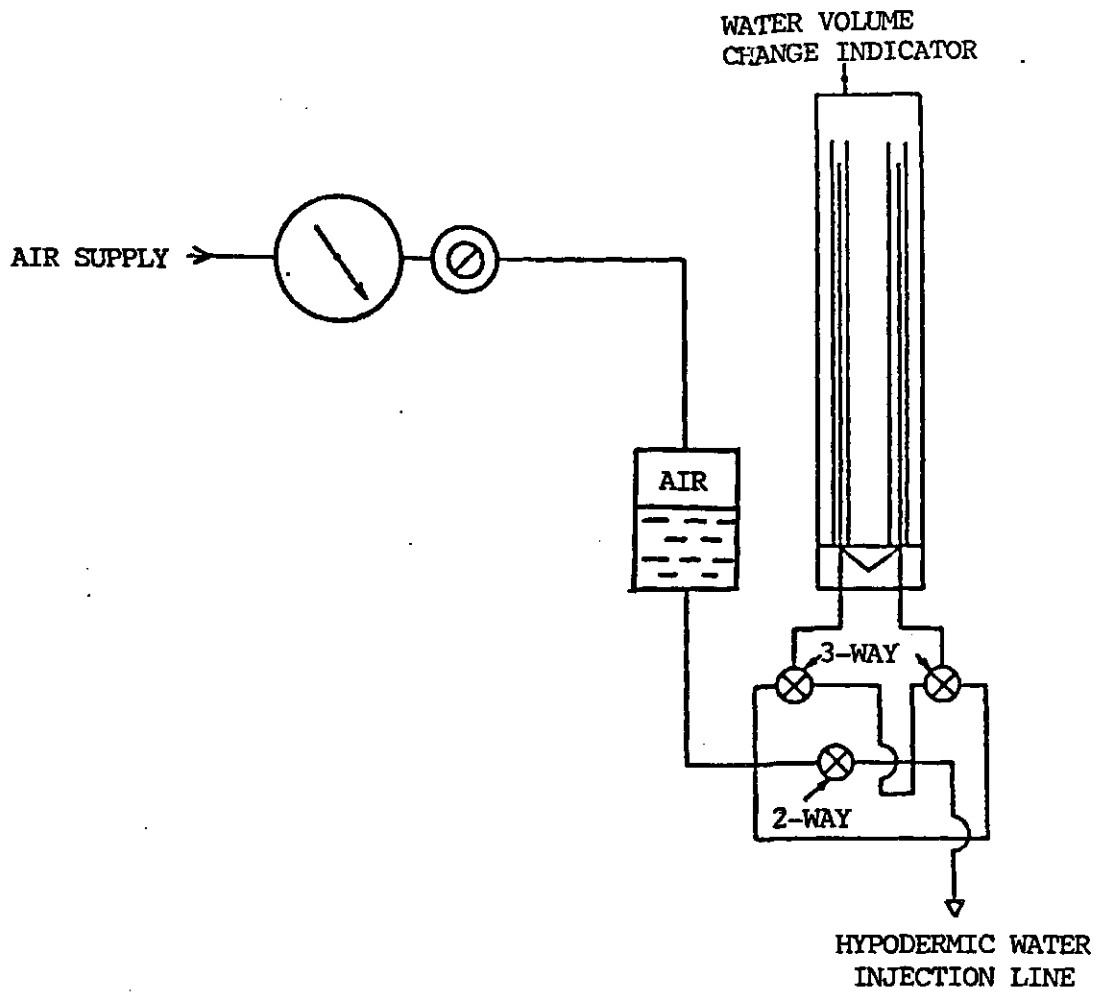 WATER VOLUME
CHANGE INDICATOR
AIR SUPPLY
AIR
3-WAY
2-WAY
HYPODERMIC WATER
INJECTION LINE